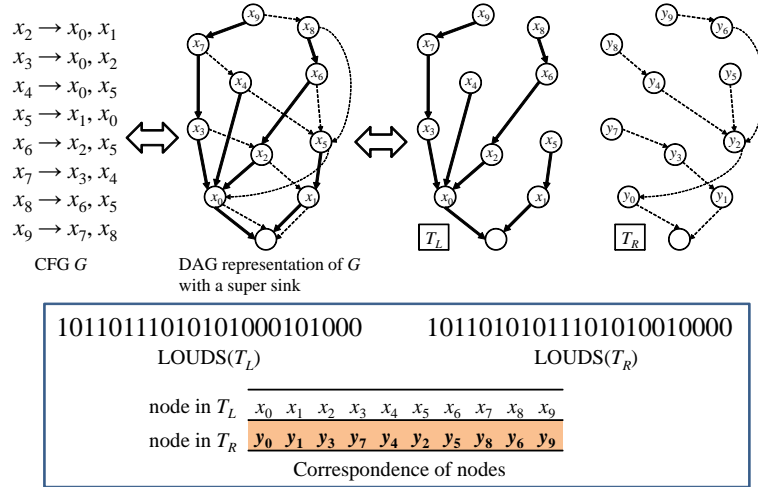 x2 → x0, x1
x3 → x0, x2
x4 → x0, x5
x5 → x1, x0
x6 → x2, x5
x7 → x3, x4
x8 → x6, x5
x9 → x7, x8
CFG G
x9
x8
x7
x6
x4
x3
x2
x5
x0
x1
DAG representation of G
with a super sink
x9
x8
x7
x6
x4
x3
x2
x5
x0
x1
TL
y9
y6
y8
y5
y4
y7
y3
y2
y0
y1
TR
10110111010101000101000
LOUDS(TL)
10110101011101010010000
LOUDS(TR)
node in TL x0 x1 x2 x3 x4 x5 x6 x7 x8 x9
node in TR y0 y1 y3 y7 y4 y2 y5 y8 y6 y9
Correspondence of nodes